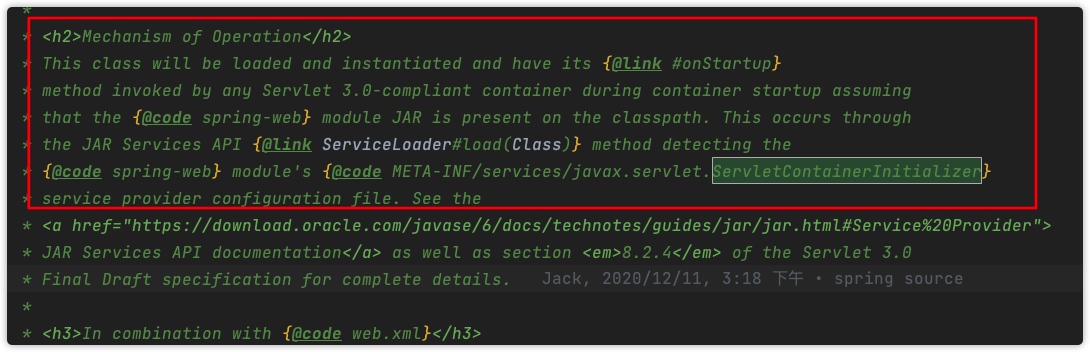 *
* <h2>Mechanism of Operation</h2>
* This class will be loaded and instantiated and have its {@link #onStartup}
* method invoked by any Servlet 3.0-compliant container during container startup assuming
* that the {@code spring-web} module JAR is present on the classpath. This occurs through
* the JAR Services API {@link ServiceLoader#load(Class)} method detecting the
* {@code spring-web} module's {@code META-INF/services/javax.servlet.ServletContainerInitializer}
* service provider configuration file. See the
* <a href="https://download.oracle.com/javase/6/docs/technotes/guides/jar/jar.html#Service%20Provider">
* JAR Services API documentation</a> as well as section <em>8.2.4</em> of the Servlet 3.0
* Final Draft specification for complete details. Jack, 2020/12/11, 3:18 下午 • spring source
*
* <h3>In combination with {@code web.xml}</h3>